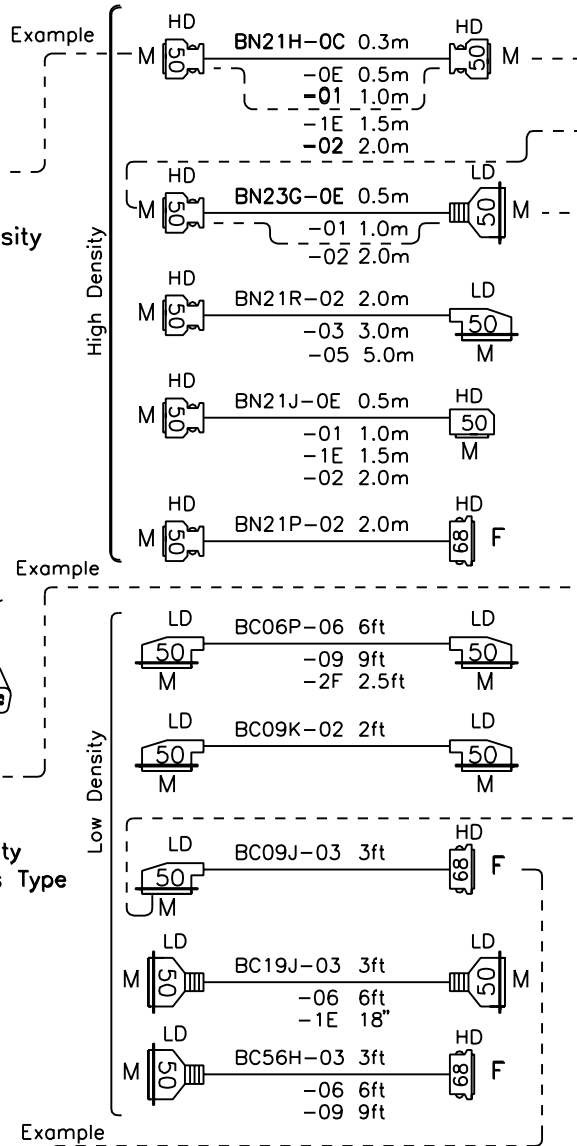 Example
HD
M 50 BN21H-0C 0.3m HD 50 M
-0E 0.5m
-01 1.0m
-1E 1.5m
-02 2.0m
HD
M 50 BN23G-0E 0.5m LD 50 M
-01 1.0m
-02 2.0m
sity
High Density
HD
M 50 BN21R-02 2.0m LD 50 M
-03 3.0m
-05 5.0m
HD
M 50 BN21J-0E 0.5m HD 50 M
-01 1.0m
-1E 1.5m
-02 2.0m
HD
M 50 BN21P-02 2.0m HD 68 F
Example
LD 50 M BC06P-06 6ft LD 50 M
-09 9ft
-2F 2.5ft
LD 50 M BC09K-02 2ft LD 50 M
Low Density
ty
s Type
LD 50 M BC09J-03 3ft HD 68 F
LD
M 50 BC19J-03 3ft LD 50 M
-06 6ft
-1E 18"
LD
M 50 BC56H-03 3ft HD 68 F
-06 6ft
-09 9ft
Example